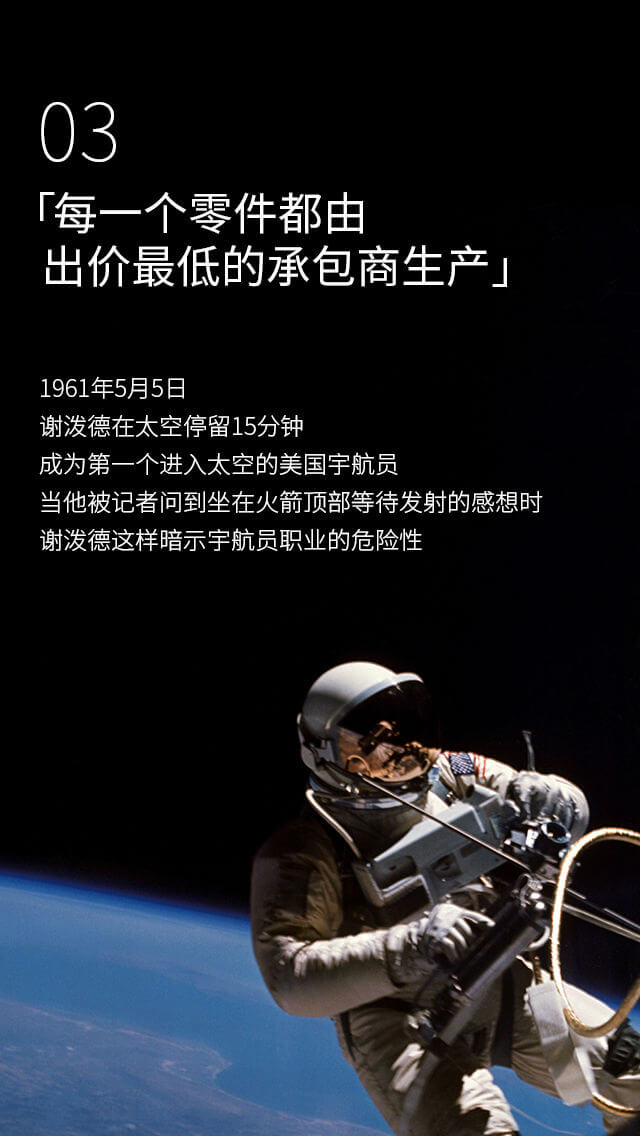 03
「每一个零件都由
出价最低的承包商生产」
1961年5月5日
谢泼德在太空停留15分钟
成为第一个进入太空的美国宇航员
当他被记者问到坐在火箭顶部等待发射的感想时
谢泼德这样暗示宇航员职业的危险性